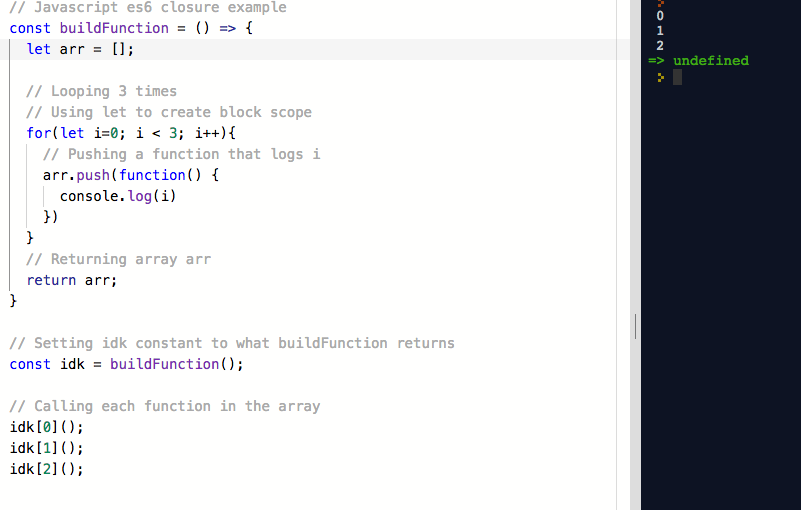 // Javascript es6 closure example
const buildFunction = () => {
  let arr = [];
  // Looping 3 times
  // Using let to create block scope
  for(let i=0; i < 3; i++){
    // Pushing a function that logs i
    arr.push(function() {
      console.log(i)
    })
  }
  // Returning array arr
  return arr;
}
// Setting idk constant to what buildFunction returns
const idk = buildFunction();
// Calling each function in the array
idk[0]();
idk[1]();
idk[2]();
0
1
2
=> undefined